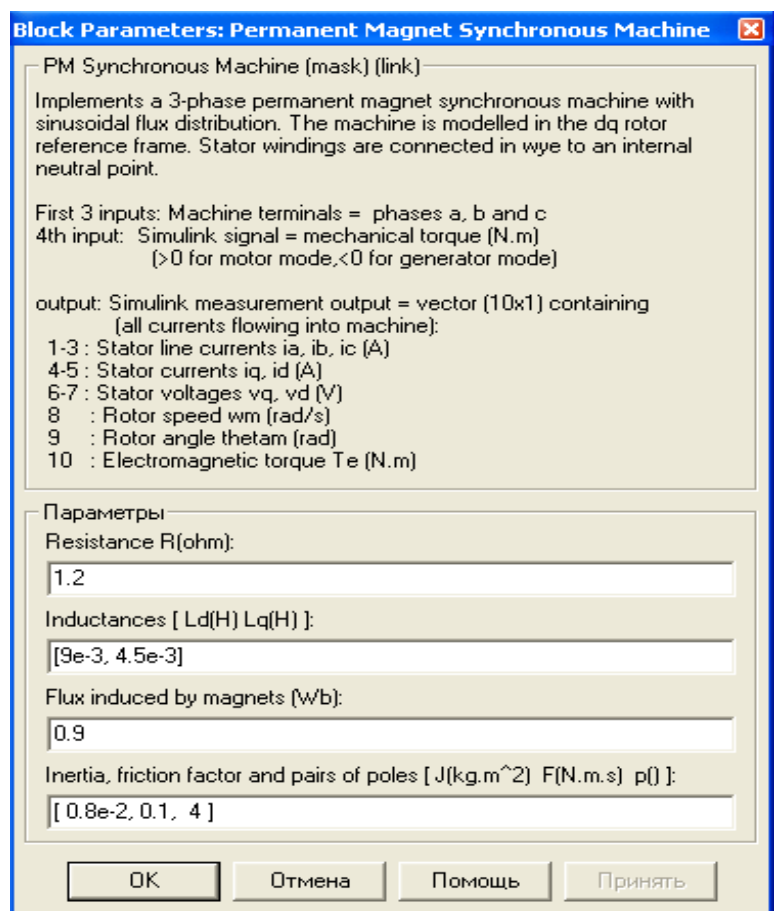 Block Parameters: Permanent Magnet Synchronous Machine
PM Synchronous Machine (mask) (link)
Implements a 3-phase permanent magnet synchronous machine with
sinusoidal flux distribution. The machine is modelled in the dq rotor
reference frame. Stator windings are connected in wye to an internal
neutral point.
First 3 inputs: Machine terminals = phases a, b and c
4th input: Simulink signal = mechanical torque (N.m)
(>0 for motor mode,<0 for generator mode)
output: Simulink measurement output = vector (10x1) containing
(all currents flowing into machine):
1-3 : Stator line currents ia, ib, ic (A)
4-5 : Stator currents iq, id (A)
6-7 : Stator voltages vq, vd (V)
8 : Rotor speed wm (rad/s)
9 : Rotor angle thetam (rad)
10 : Electromagnetic torque Te (N.m)
Параметры
Resistance R(ohm):
1.2
Inductances [ Ld(H) Lq(H) ]:
[9e-3, 4.5e-3]
Flux induced by magnets (Wb):
0.9
Inertia, friction factor and pairs of poles [ J(kg.m^2) F(N.m.s) p() ]:
[ 0.8e-2, 0.1, 4 ]
OK Отмена Помощь Принять